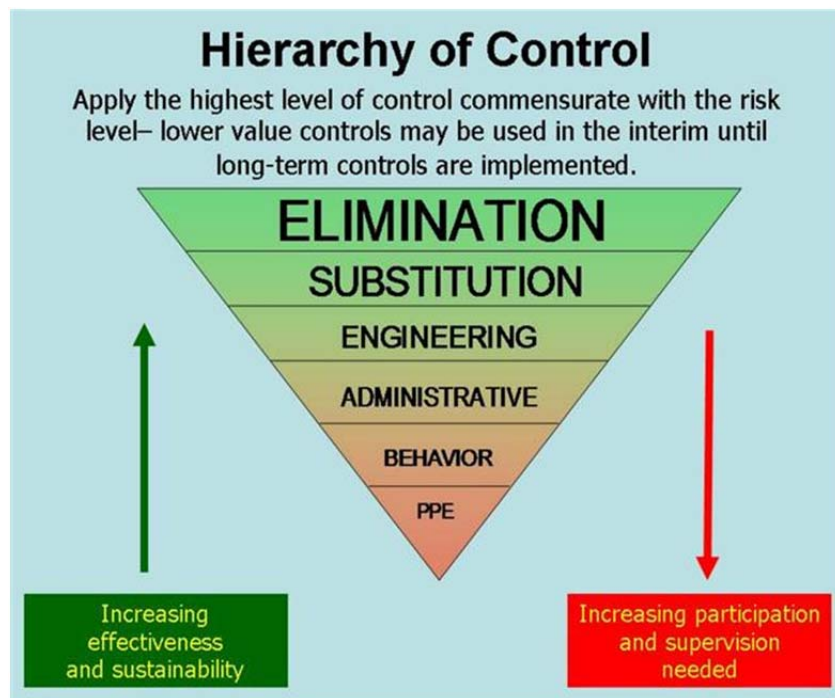 Hierarchy of Control
Apply the highest level of control commensurate with the risk
level– lower value controls may be used in the interim until
long-term controls are implemented.
ELIMINATION
SUBSTITUTION
ENGINEERING
ADMINISTRATIVE
BEHAVIOR
PPE
Increasing
effectiveness
and sustainability
Increasing participation
and supervision
needed